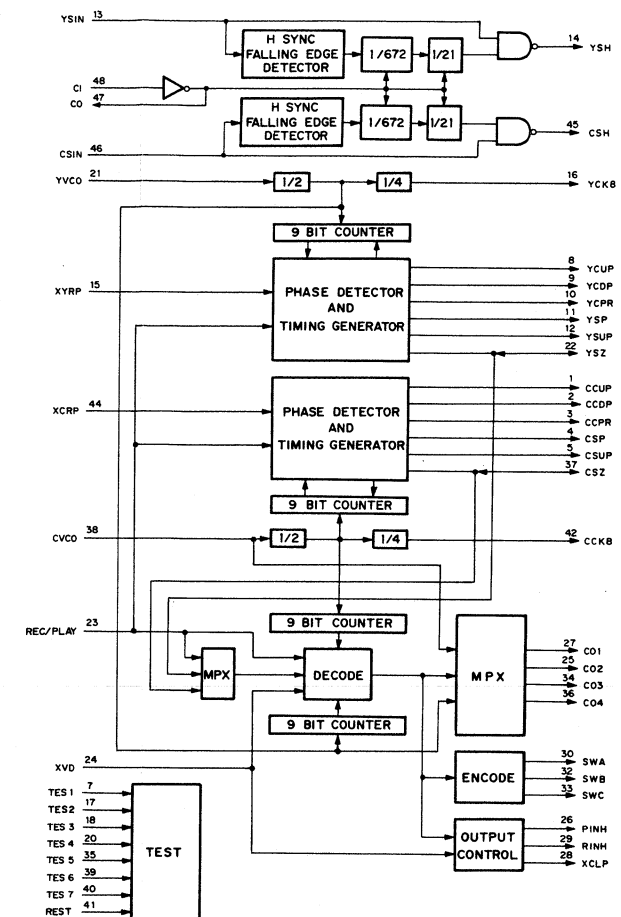 YSIN 13
H SYNC
FALLING EDGE
DETECTOR
1/672
1/21
14 YSH
CI 48
CO 47
H SYNC
FALLING EDGE
DETECTOR
1/672
1/21
45 CSH
CSIN 46
YVCO 21
1/2
1/4
16 YCK8
9 BIT COUNTER
XYRP 15
PHASE DETECTOR
AND
TIMING GENERATOR
8 YCUP
9 YCDP
10 YCPR
11 YSP
12 YSUP
22 YSZ
XCRP 44
PHASE DETECTOR
AND
TIMING GENERATOR
1 CCUP
2 CCDP
3 CCPR
4 CSP
5 CSUP
37 CSZ
9 BIT COUNTER
CVCO 38
1/2
1/4
42 CCK8
REC/PLAY 23
9 BIT COUNTER
MPX
DECODE
MPX
27 CO1
25 CO2
34 CO3
36 CO4
9 BIT COUNTER
XVD 24
ENCODE
30 SWA
32 SWB
33 SWC
OUTPUT
CONTROL
26 PINH
29 RINH
28 XCLP
TES 1 7
TES2 17
TES 3 18
TES 4 20
TES 5 35
TES 6 39
TES 7 40
REST 41
TEST